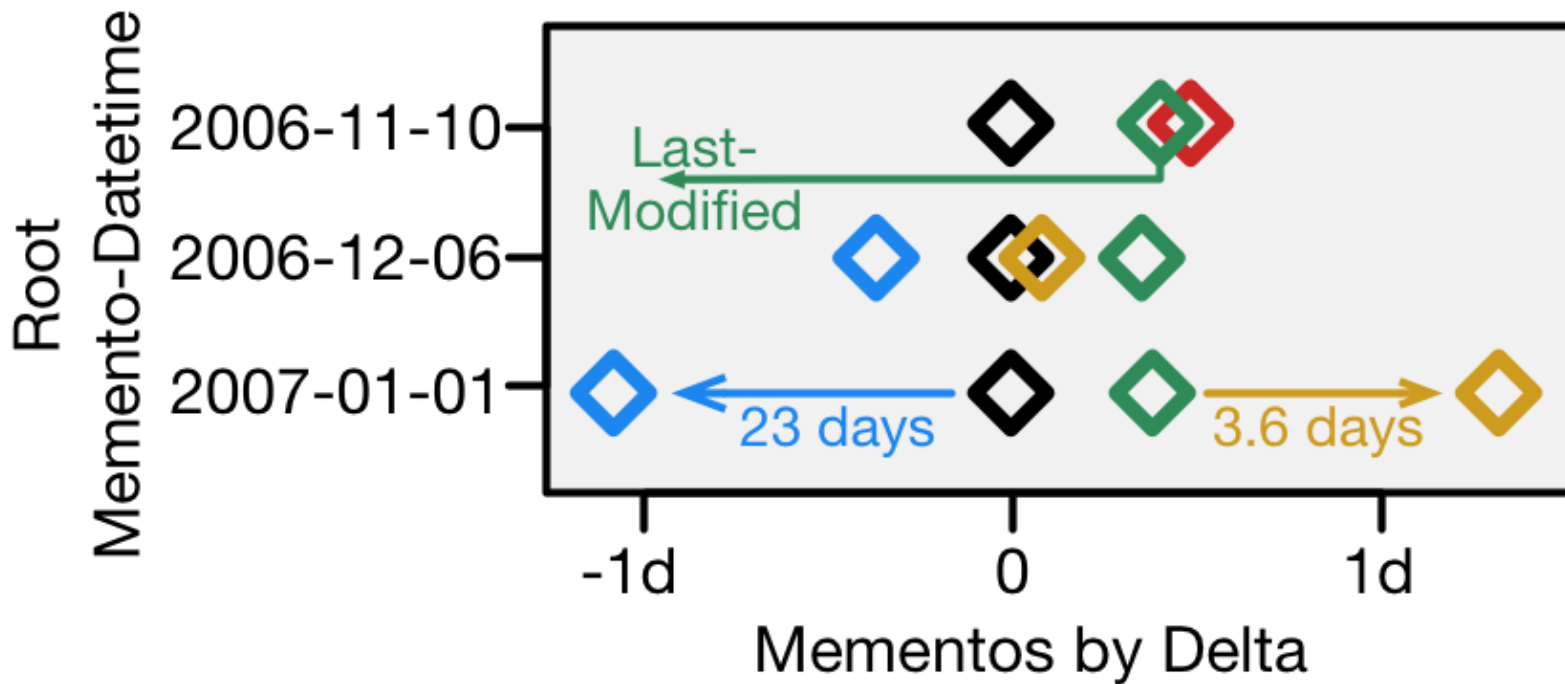 Root
Memento-Datetime
2006-11-10
Last-
Modified
2006-12-06
2007-01-01
23 days
3.6 days
-1d
0
1d
Mementos by Delta